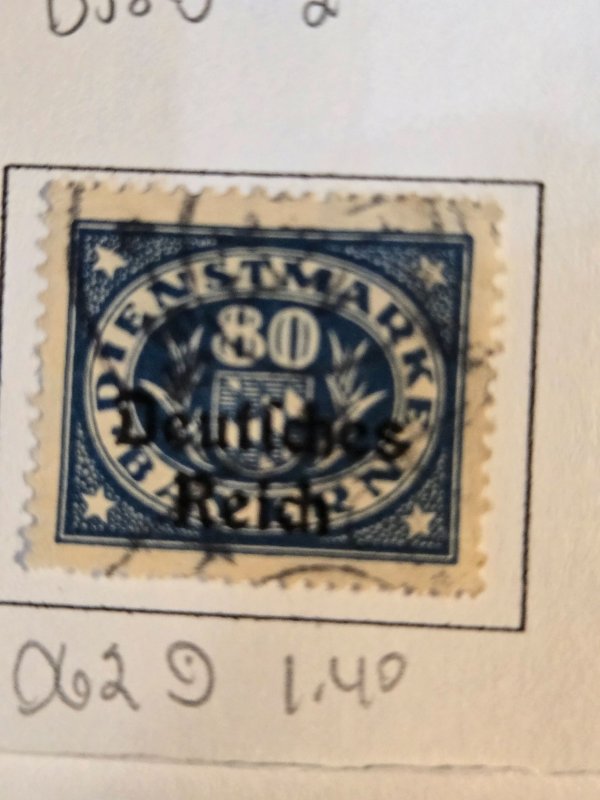 DIENSTMARKE
80
Deutsches
BAYERN
Reich
O62 1.40